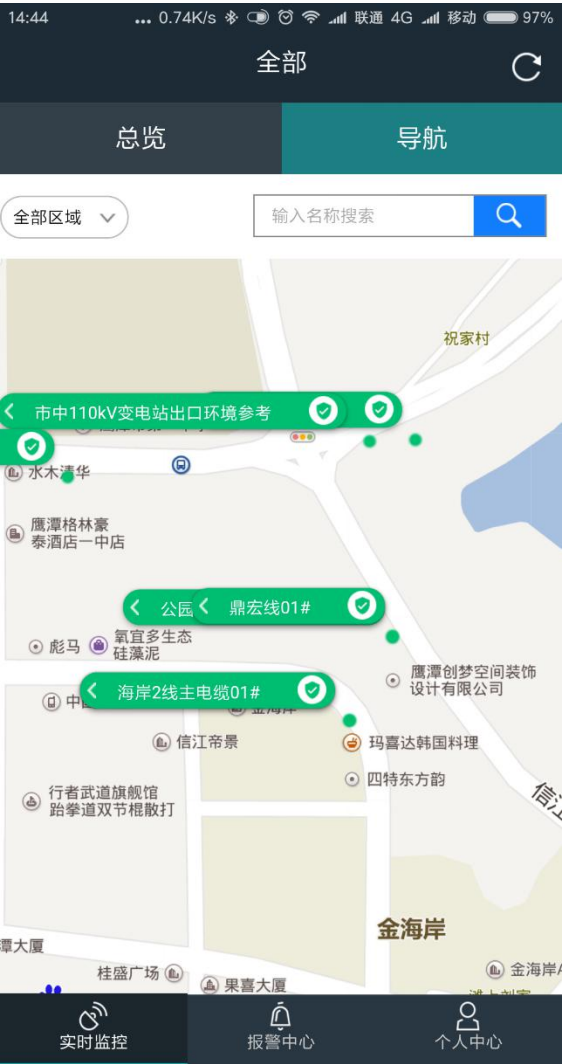 14:44 ... 0.74K/s 联通 4G 移动 97%
全部
总览 导航
全部区域 输入名称搜索
祝家村
市中110kV变电站出口环境参考
水木清华
鹰潭格林豪
泰酒店一中店
公园 鼎宏线01#
彪马 氧宜多生态
硅藻泥
鹰潭创梦空间装饰
设计有限公司
中 海岸2线主电缆01#
信江帝景 玛喜达韩国料理
四特东方韵
行者武道旗舰馆
跆拳道双节棍散打
信江
金海岸
潭大厦
桂盛广场 果喜大厦 金海岸A
实时监控 报警中心 个人中心